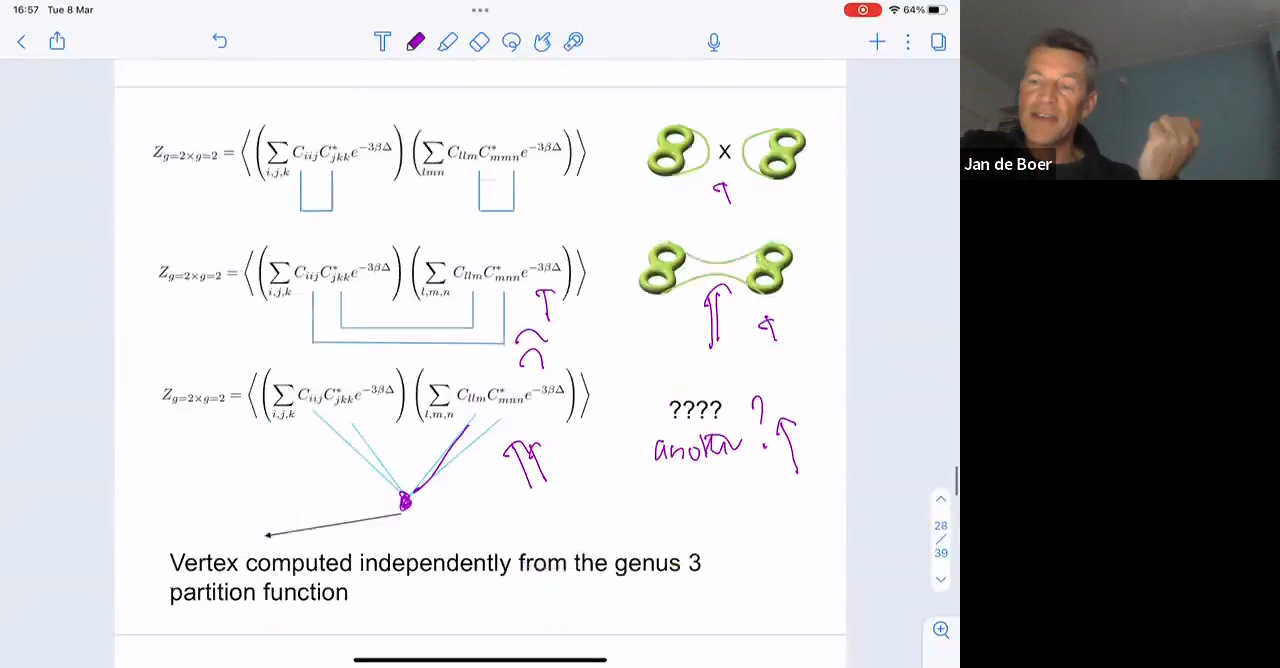 16:57 Tue 8 Mar
64%
Z_{g=2×g=2} = ⟨(∑_{i,j,k} C_{iij}C*_{jkk}e^{-3βΔ})(∑_{lmn} C_{llm}C*_{mmn}e^{-3βΔ})⟩
X
Jan de Boer
Z_{g=2×g=2} = ⟨(∑_{i,j,k} C_{iij}C*_{jkk}e^{-3βΔ})(∑_{l,m,n} C_{llm}C*_{mnn}e^{-3βΔ})⟩
Z_{g=2×g=2} = ⟨(∑_{i,j,k} C_{iij}C*_{jkk}e^{-3βΔ})(∑_{l,m,n} C_{llm}C*_{mnn}e^{-3βΔ})⟩
???? ?
another
Vertex computed independently from the genus 3
partition function
28
39